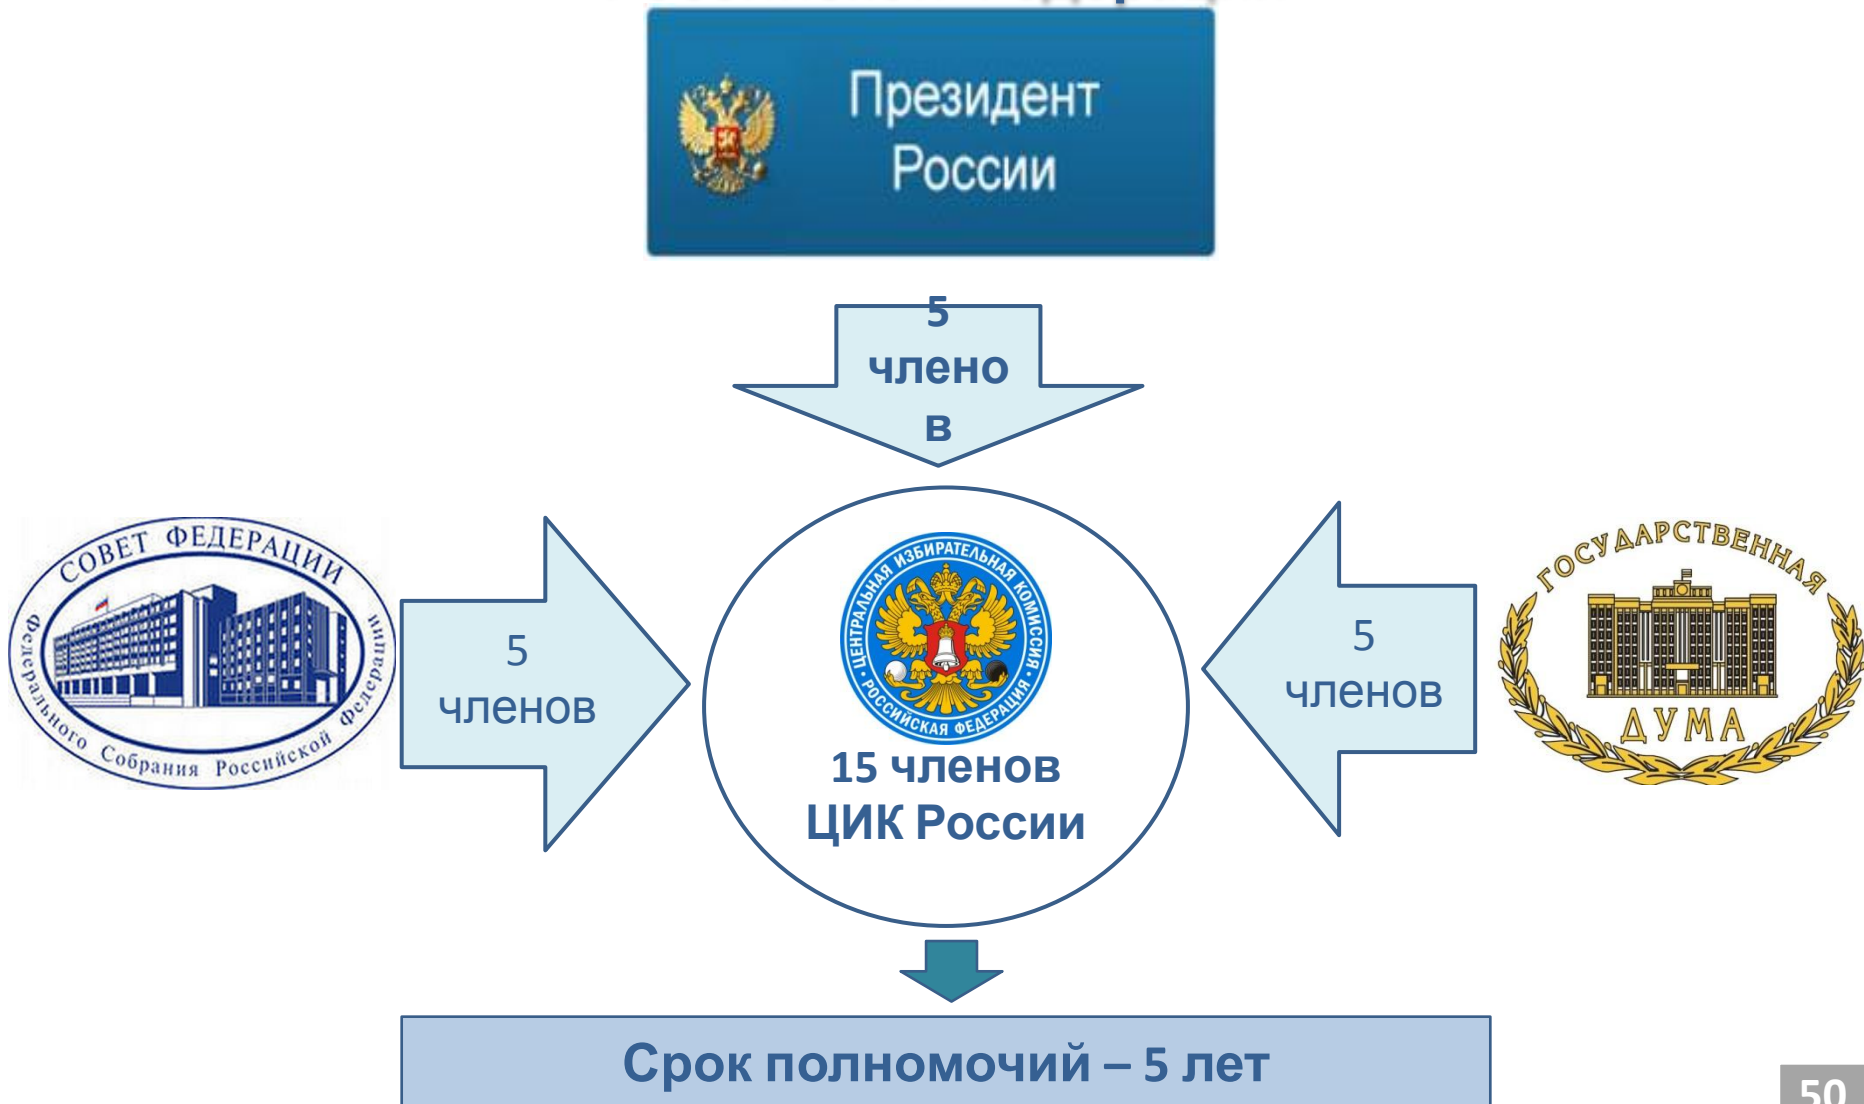 Президент
России
5
члено
в
СОВЕТ ФЕДЕРАЦИИ
Федерального Собрания Российской Федерации
5
членов
ЦЕНТРАЛЬНАЯ ИЗБИРАТЕЛЬНАЯ КОМИССИЯ
РОССИЙСКАЯ ФЕДЕРАЦИЯ
15 членов
ЦИК России
5
членов
ГОСУДАРСТВЕННАЯ
ДУМА
Срок полномочий – 5 лет
50